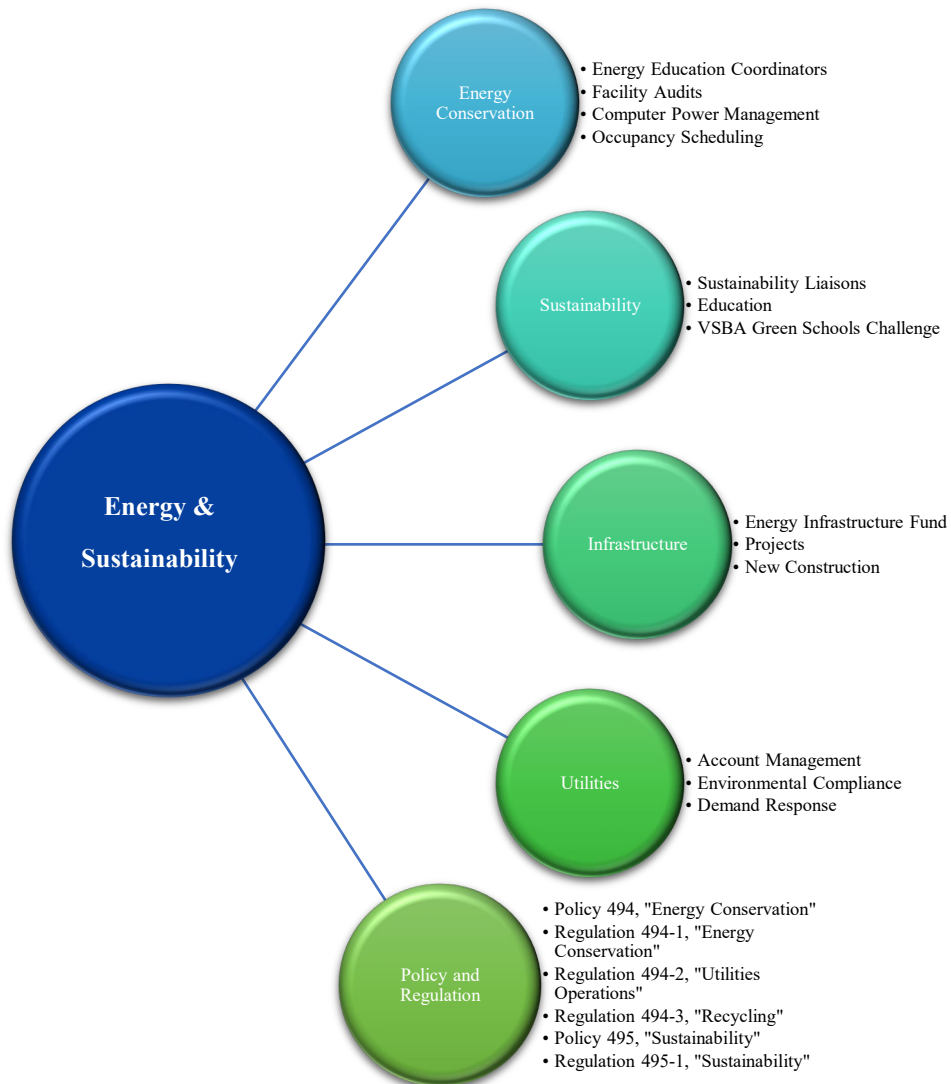 Energy &
Sustainability
Energy
Conservation
• Energy Education Coordinators
• Facility Audits
• Computer Power Management
• Occupancy Scheduling
Sustainability
• Sustainability Liaisons
• Education
• VSBA Green Schools Challenge
Infrastructure
• Energy Infrastructure Fund
• Projects
• New Construction
Utilities
• Account Management
• Environmental Compliance
• Demand Response
Policy and
Regulation
• Policy 494, "Energy Conservation"
• Regulation 494-1, "Energy
Conservation"
• Regulation 494-2, "Utilities
Operations"
• Regulation 494-3, "Recycling"
• Policy 495, "Sustainability"
• Regulation 495-1, "Sustainability"